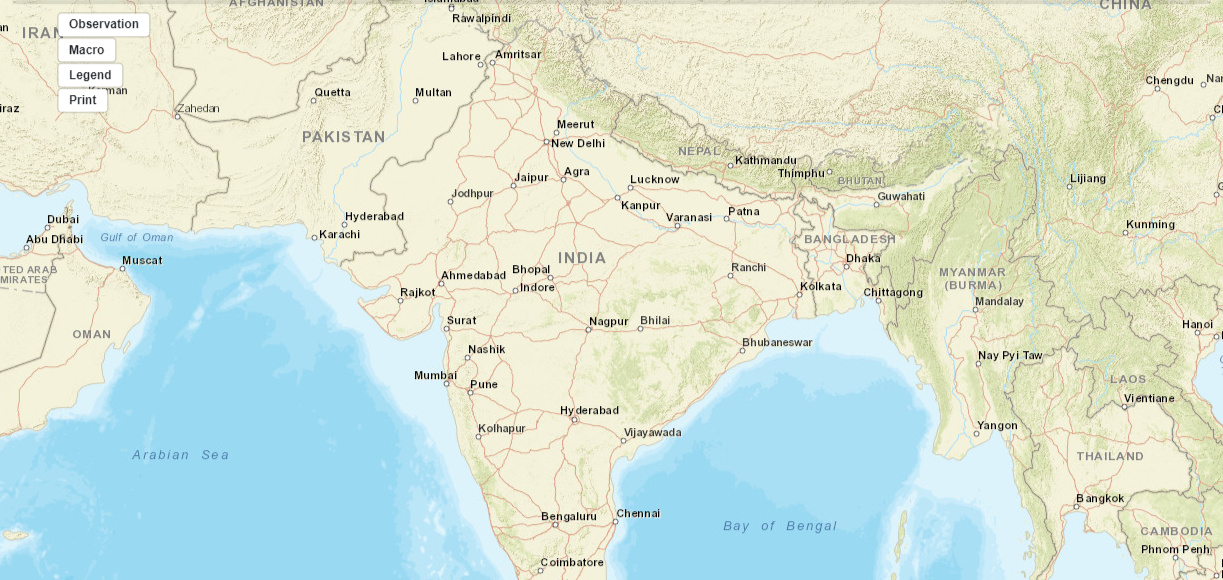 AFGHANISTAN
Islamabad
CHINA
Rawalpindi
Observation
IRAN
Macro
Lahore
Amritsar
Legend
Chengdu
Kerman
Quetta
Multan
Print
Zahedan
Meerut
New Delhi
PAKISTAN
NEPAL
Kathmandu
Thimphu
BHUTAN
Jaipur
Agra
Lucknow
Lijiang
Jodhpur
Guwahati
Kanpur
Varanasi
Patna
Dubai
Hyderabad
Kunming
Abu Dhabi
Gulf of Oman
Karachi
BANGLADESH
Muscat
INDIA
Dhaka
Ahmedabad
Bhopal
Ranchi
MYANMAR
(BURMA)
Rajkot
Indore
Kolkata
Chittagong
Mandalay
OMAN
Surat
Nagpur
Bhilai
Hanoi
Nashik
Bhubaneswar
Nay Pyi Taw
Mumbai
Pune
LAOS
Vientiane
Hyderabad
Kolhapur
Vijayawada
Yangon
Arabian Sea
THAILAND
Bangkok
Bengaluru
Chennai
Bay of Bengal
CAMBODIA
Phnom Penh
Coimbatore